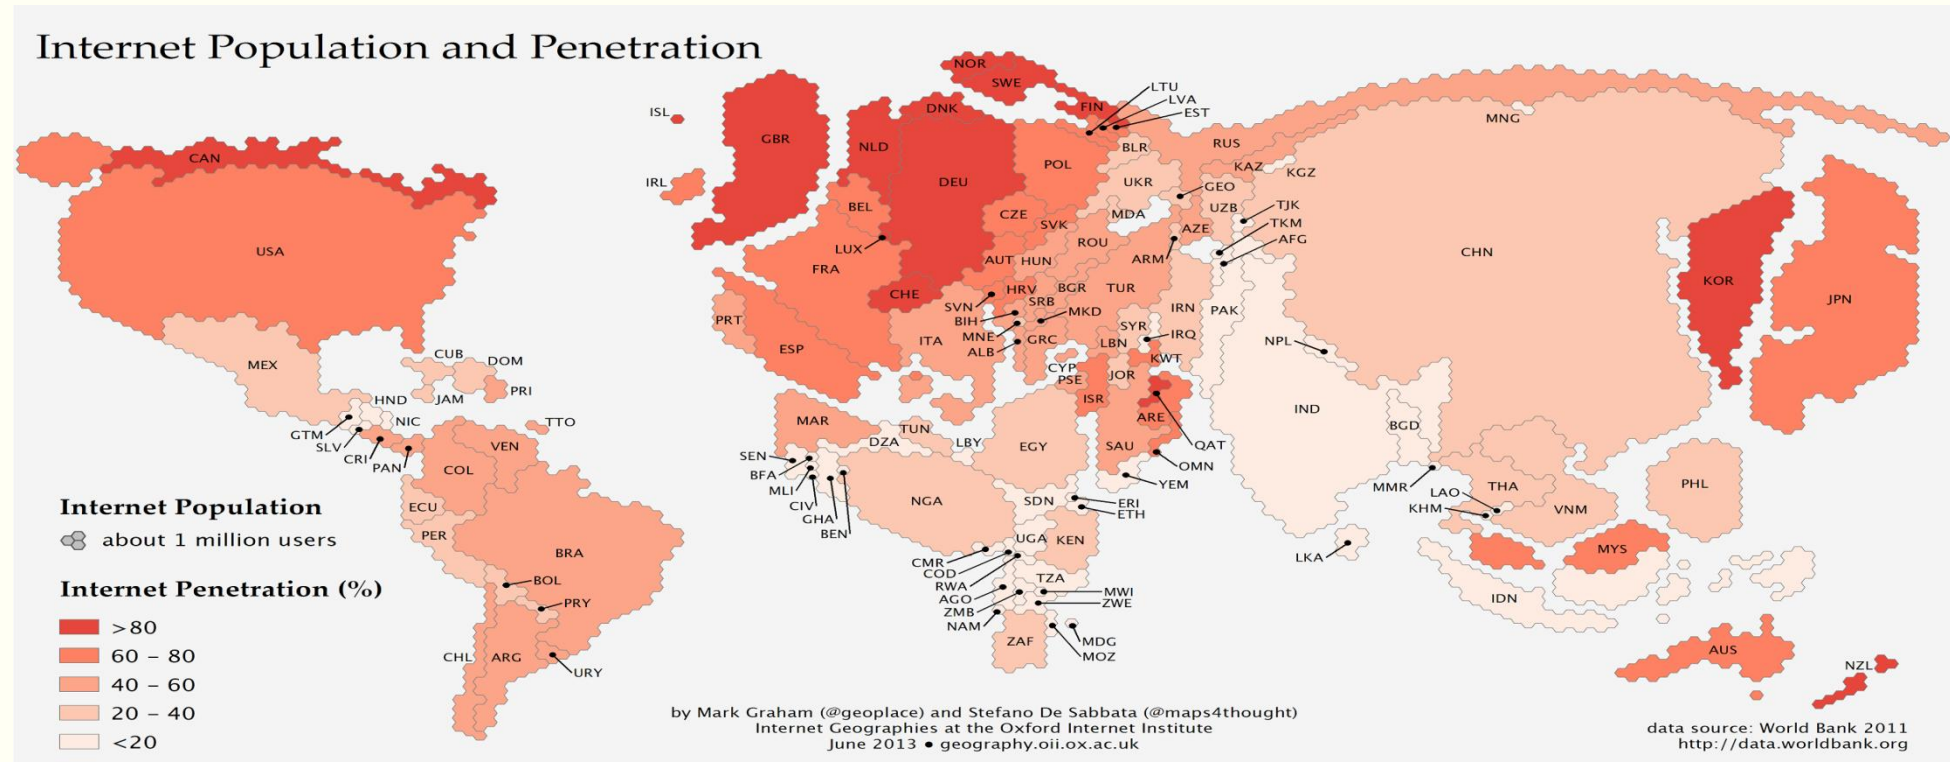 Internet Population and Penetration
NOR
SWE
LTU
LVA
EST
FIN
ISL
DNK
GBR
NLD
MNG
CAN
POL
BLR
RUS
KAZ
KGZ
IRL
DEU
UKR
GEO
BEL
CZE
MDA
UZB
TJK
SVK
TKM
USA
LUX
FRA
ROU
AZE
AFG
AUT
HUN
ARM
CHN
KOR
JPN
CHE
SVN
HRV
BGR
TUR
SRB
IRN
PAK
PRT
BIH
MKD
SYR
IRQ
ESP
ITA
MNE
GRC
LBN
NPL
ALB
CUB
DOM
MEX
CYP
KWT
PSE
JOR
PRI
HND
JAM
ISR
IND
GTM
NIC
TTO
MAR
ARE
BGD
SLV
TUN
CRI
VEN
DZA
LBY
EGY
SAU
QAT
PAN
COL
SEN
OMN
BFA
YEM
MMR
THA
PHL
MLI
LAO
ECU
CIV
NGA
SDN
ERI
KHM
VNM
GHA
ETH
BEN
PER
UGA
KEN
BRA
CMR
LKA
MYS
COD
BOL
RWA
TZA
AGO
MWI
IDN
PRY
ZMB
ZWE
NAM
ZAF
MDG
CHL
ARG
MOZ
AUS
URY
NZL
Internet Population
about 1 million users
Internet Penetration (%)
>80
60 – 80
40 – 60
20 – 40
<20
by Mark Graham (@geoplace) and Stefano De Sabbata (@maps4thought)
Internet Geographies at the Oxford Internet Institute
June 2013 • geography.oii.ox.ac.uk
data source: World Bank 2011
http://data.worldbank.org